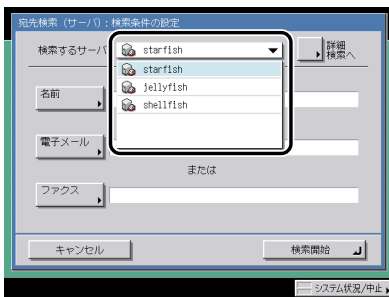 宛先検索 (サーバ) : 検索条件の設定
検索するサーバ
starfish
詳細
検索へ
starfish
jellyfish
shellfish
名前
電子メール
または
ファクス
キャンセル
検索開始
システム状況/中止